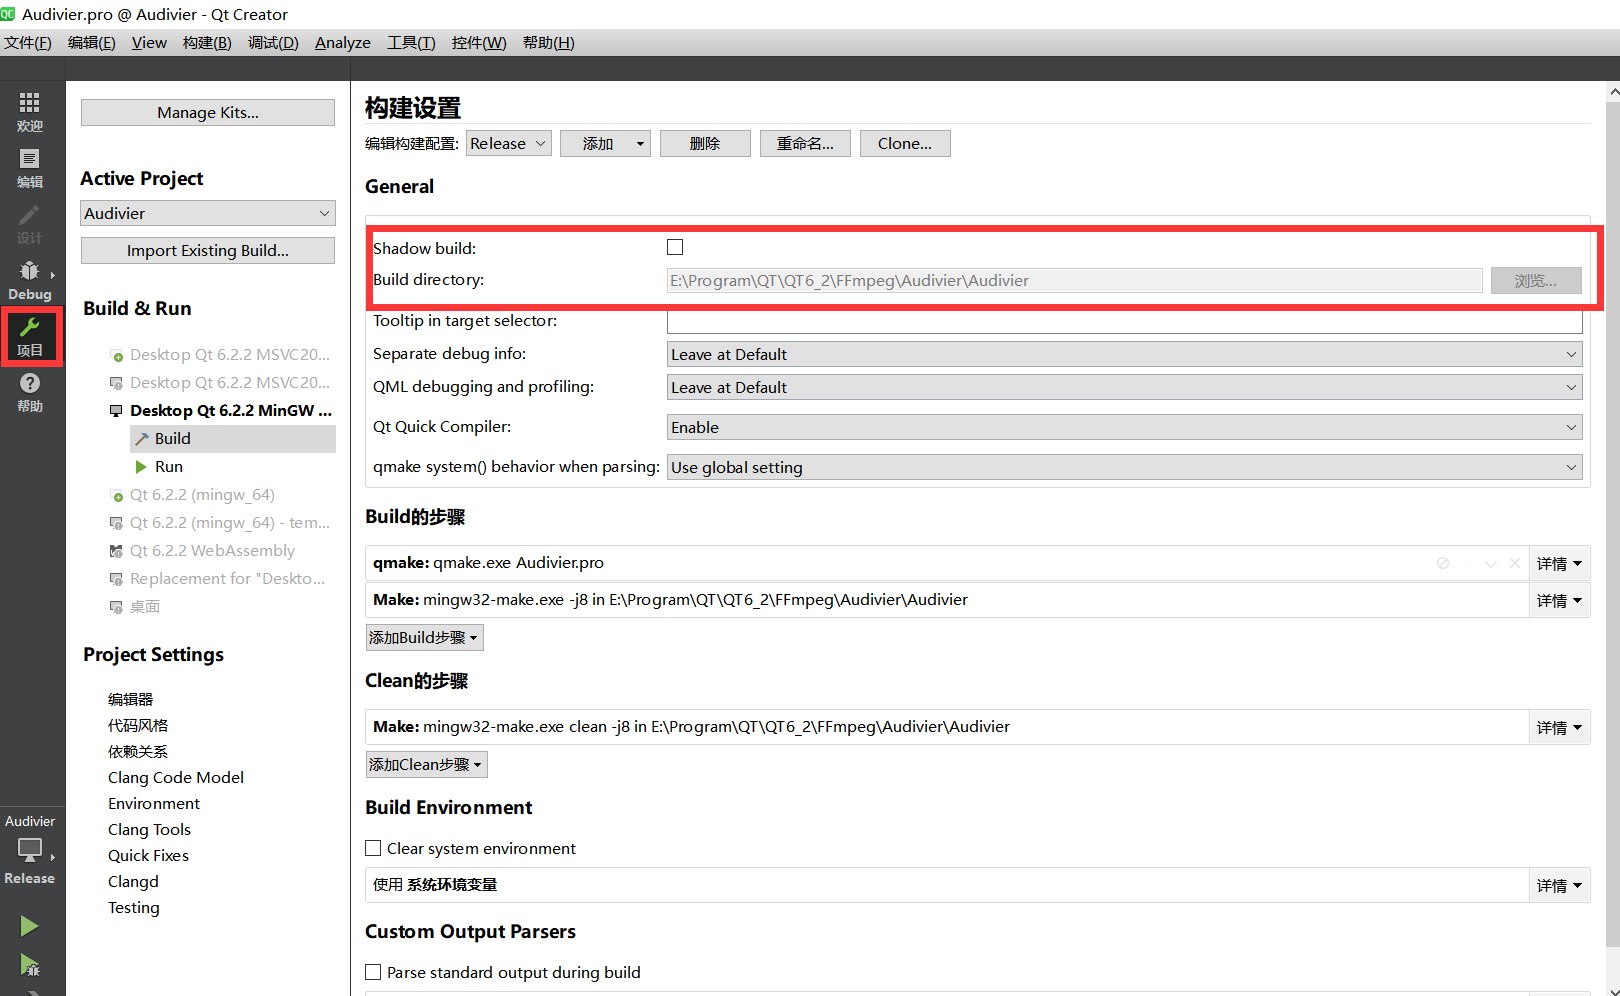 QC Audivier.pro @ Audivier - Qt Creator
文件(F) 编辑(E) View 构建(B) 调试(D) Analyze 工具(T) 控件(W) 帮助(H)
欢迎
编辑
设计
Debug
项目
帮助
Audivier
Release
Manage Kits...
Active Project
Audivier
Import Existing Build...
Build & Run
Desktop Qt 6.2.2 MSVC20...
Desktop Qt 6.2.2 MSVC20...
Desktop Qt 6.2.2 MinGW ...
Build
Run
Qt 6.2.2 (mingw_64)
Qt 6.2.2 (mingw_64) - tem...
Qt 6.2.2 WebAssembly
Replacement for "Deskto...
桌面
Project Settings
编辑器
代码风格
依赖关系
Clang Code Model
Environment
Clang Tools
Quick Fixes
Clangd
Testing
构建设置
编辑构建配置: Release 添加 删除 重命名... Clone...
General
Shadow build:
Build directory: E:\Program\QT\QT6_2\FFmpeg\Audivier\Audivier 浏览...
Tooltip in target selector:
Separate debug info: Leave at Default
QML debugging and profiling: Leave at Default
Qt Quick Compiler: Enable
qmake system() behavior when parsing: Use global setting
Build的步骤
qmake: qmake.exe Audivier.pro 详情
Make: mingw32-make.exe -j8 in E:\Program\QT\QT6_2\FFmpeg\Audivier\Audivier 详情
添加Build步骤
Clean的步骤
Make: mingw32-make.exe clean -j8 in E:\Program\QT\QT6_2\FFmpeg\Audivier\Audivier 详情
添加Clean步骤
Build Environment
Clear system environment
使用 系统环境变量 详情
Custom Output Parsers
Parse standard output during build